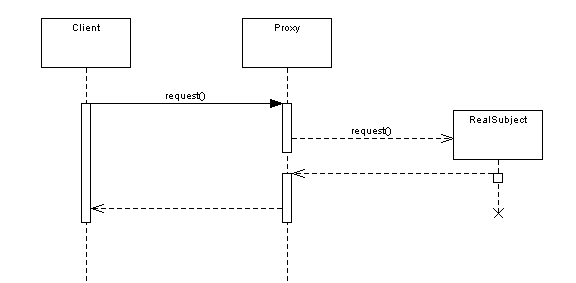 Client
Proxy
request()
request()
RealSubject